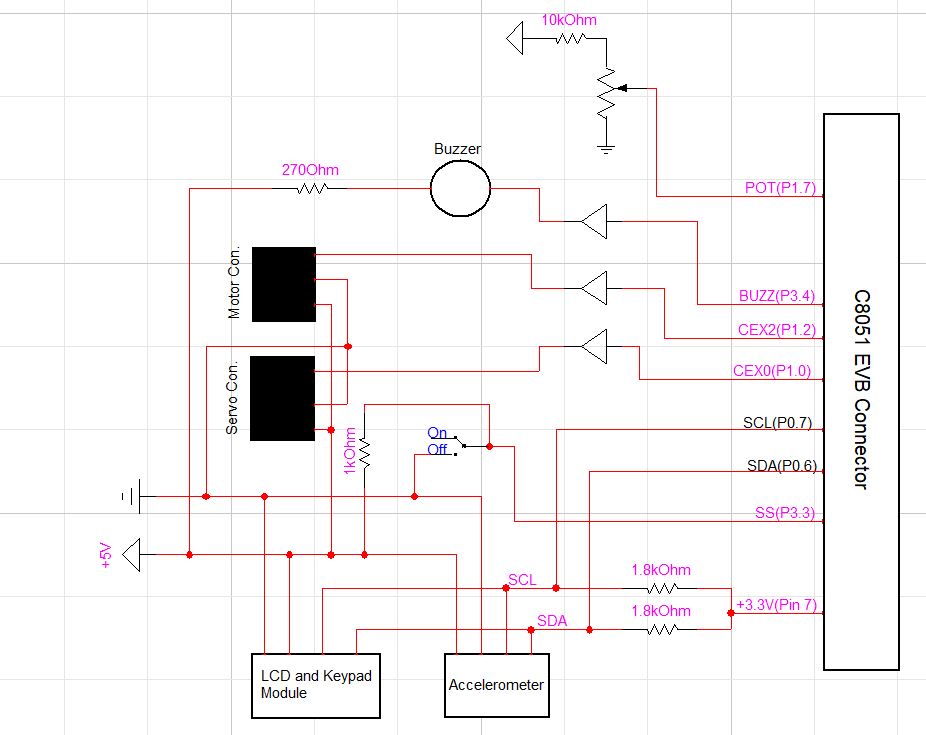 10kOhm
Buzzer
270Ohm
POT(P1.7)
Motor Con.
BUZZ(P3.4)
CEX2(P1.2)
CEX0(P1.0)
C8051 EVB Connector
Servo Con.
SCL(P0.7)
1kOhm
On
Off
SDA(P0.6)
SS(P3.3)
+5V
1.8kOhm
SCL
+3.3V(Pin 7)
1.8kOhm
SDA
LCD and Keypad
Module
Accelerometer